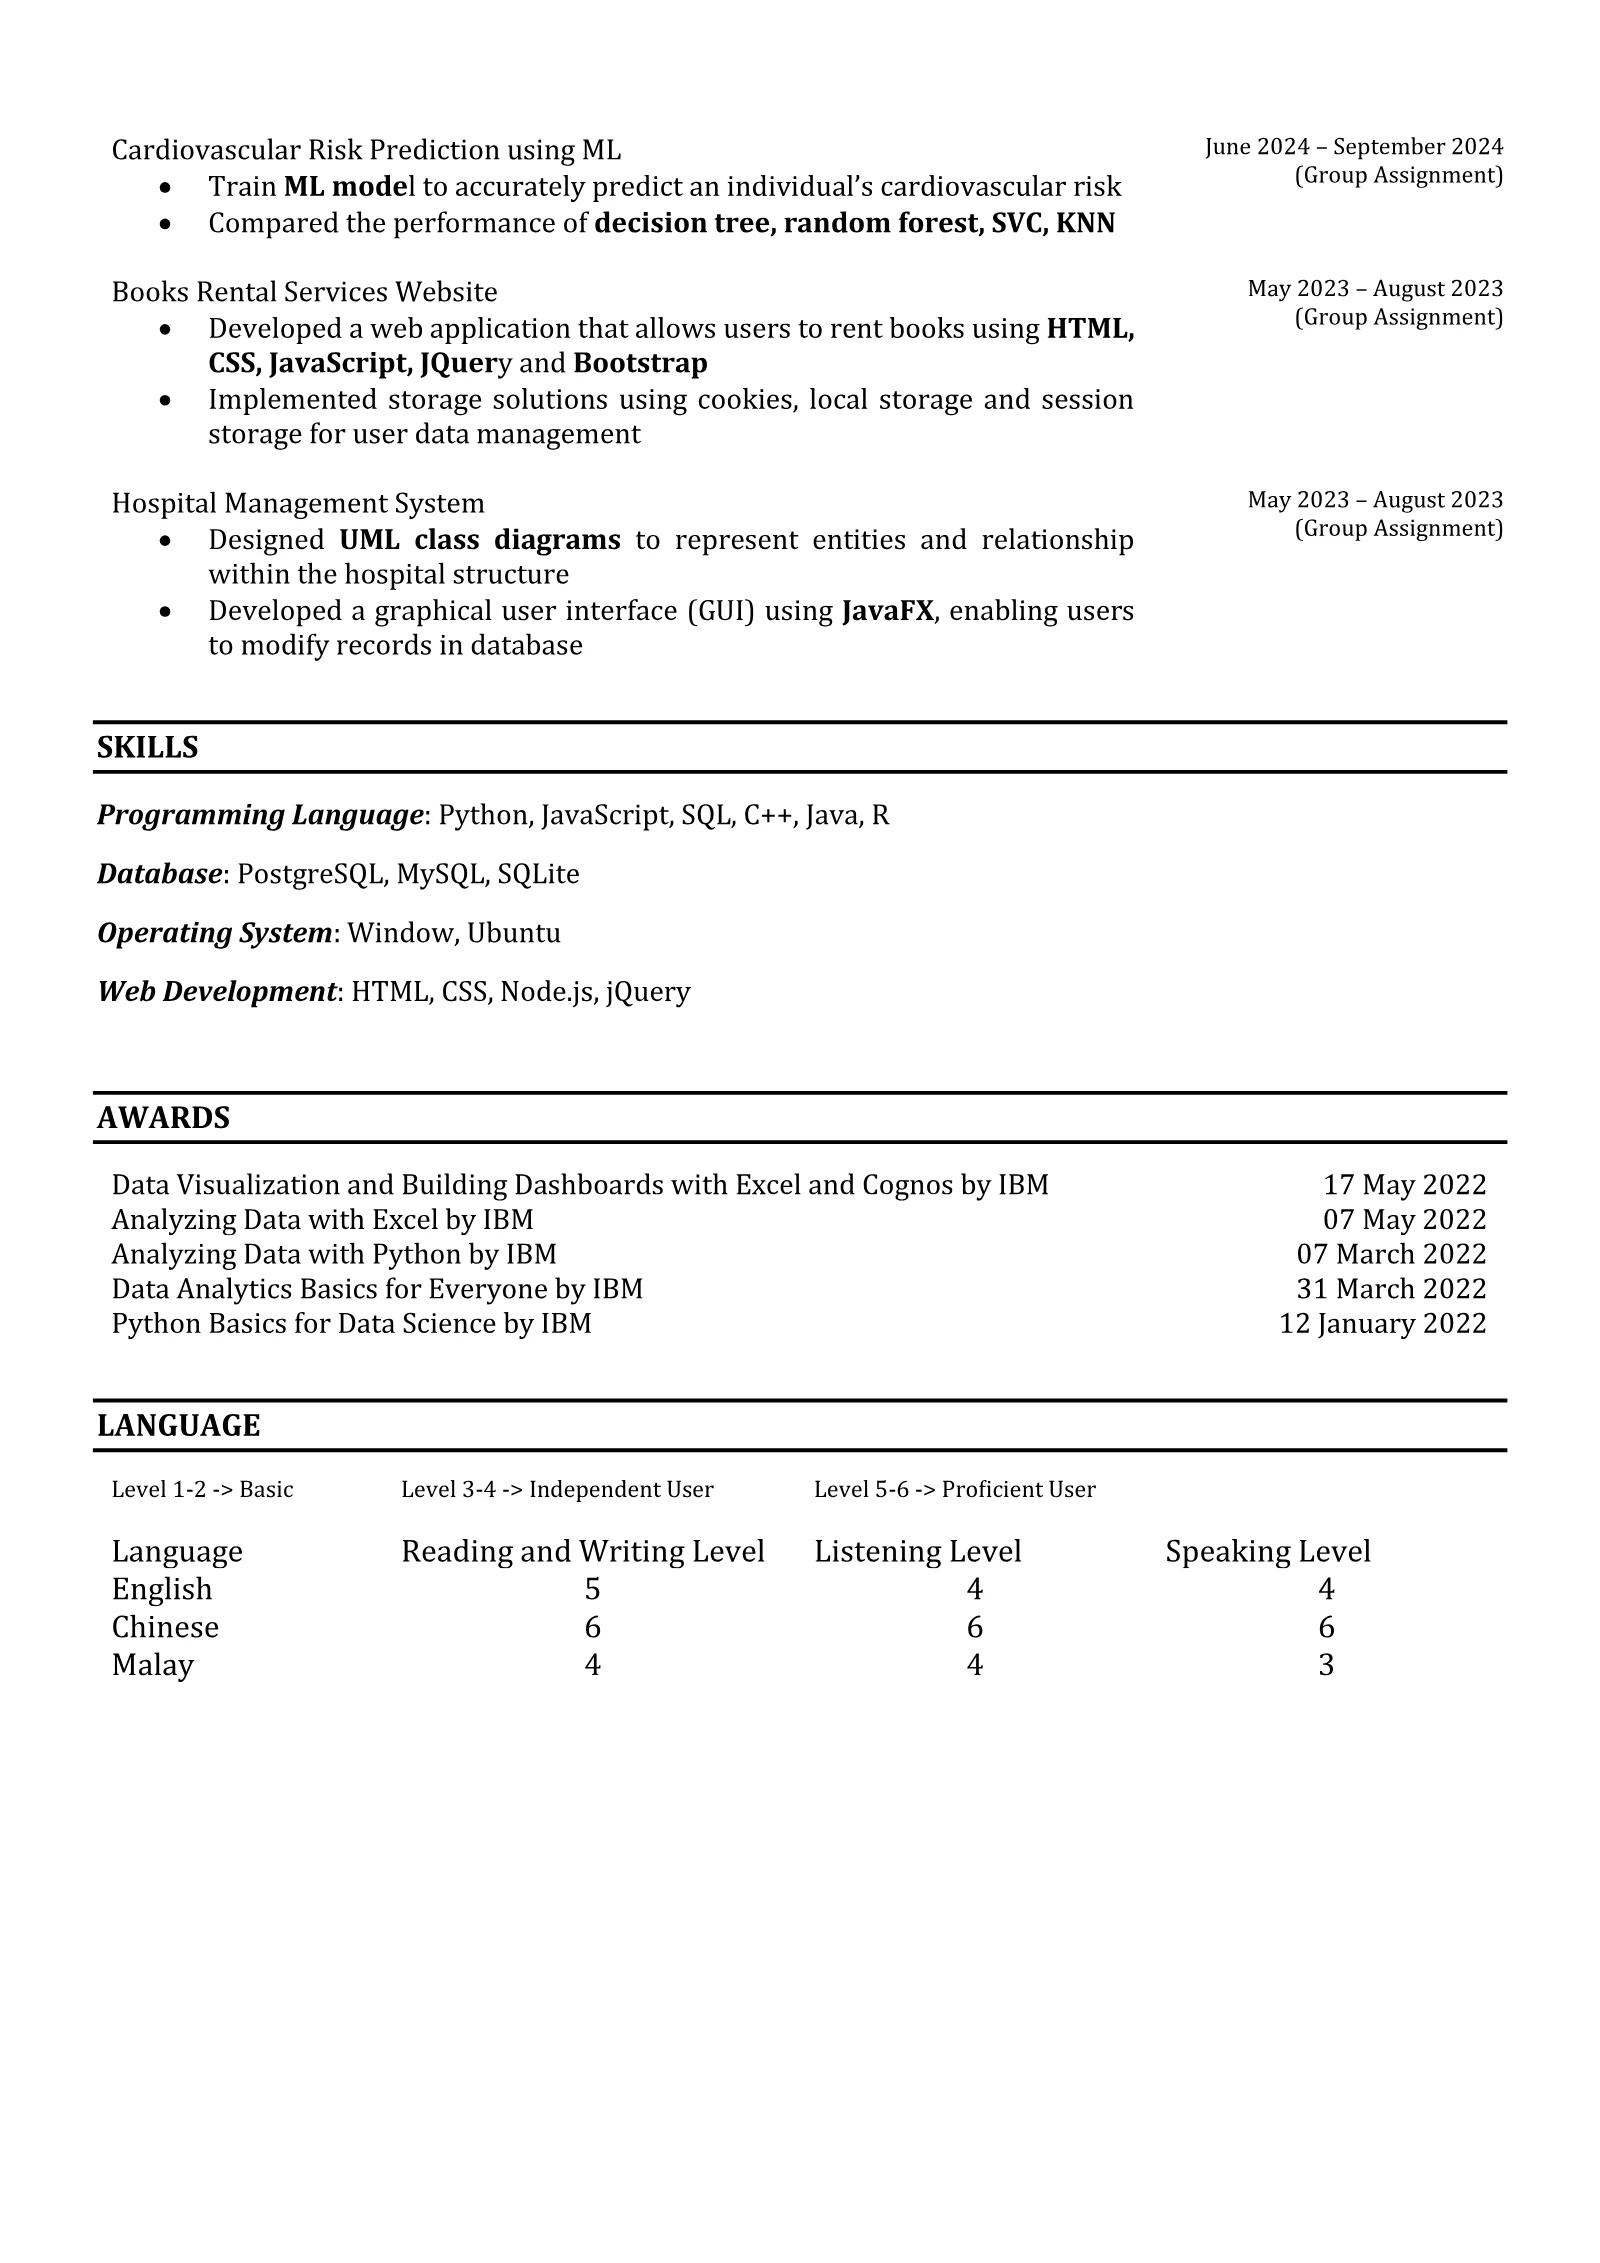 Cardiovascular Risk Prediction using ML
June 2024 – September 2024
(Group Assignment)
• Train ML model to accurately predict an individual’s cardiovascular risk
• Compared the performance of decision tree, random forest, SVC, KNN
Books Rental Services Website
May 2023 – August 2023
(Group Assignment)
• Developed a web application that allows users to rent books using HTML,
CSS, JavaScript, JQuery and Bootstrap
• Implemented storage solutions using cookies, local storage and session
storage for user data management
Hospital Management System
May 2023 – August 2023
(Group Assignment)
• Designed UML class diagrams to represent entities and relationship
within the hospital structure
• Developed a graphical user interface (GUI) using JavaFX, enabling users
to modify records in database
SKILLS
Programming Language: Python, JavaScript, SQL, C++, Java, R
Database: PostgreSQL, MySQL, SQLite
Operating System: Window, Ubuntu
Web Development: HTML, CSS, Node.js, jQuery
AWARDS
Data Visualization and Building Dashboards with Excel and Cognos by IBM 17 May 2022
Analyzing Data with Excel by IBM 07 May 2022
Analyzing Data with Python by IBM 07 March 2022
Data Analytics Basics for Everyone by IBM 31 March 2022
Python Basics for Data Science by IBM 12 January 2022
LANGUAGE
Level 1-2 -> Basic Level 3-4 -> Independent User Level 5-6 -> Proficient User
Language Reading and Writing Level Listening Level Speaking Level
English 5 4 4
Chinese 6 6 6
Malay 4 4 3